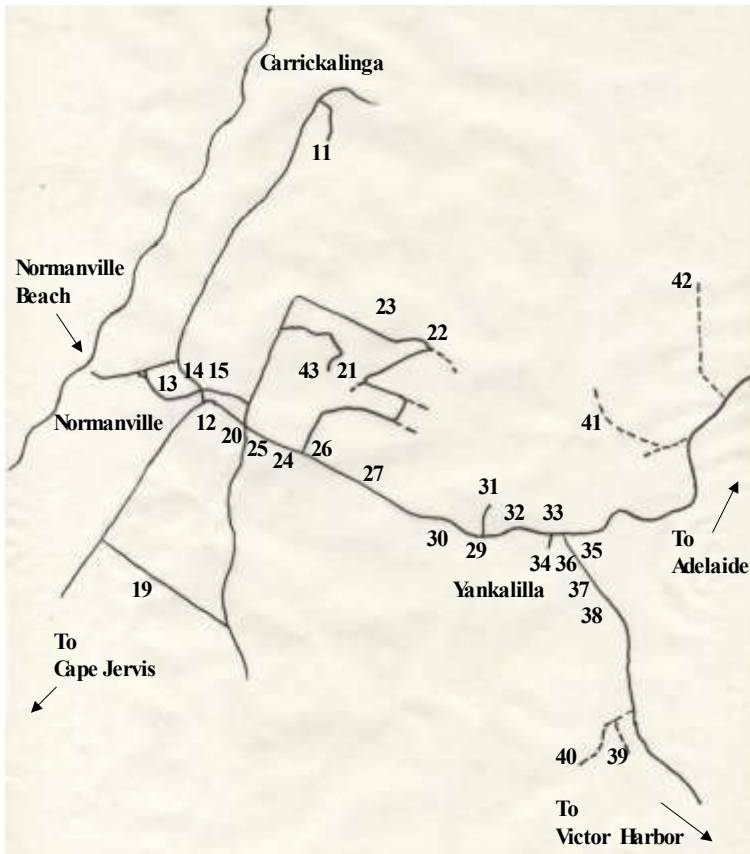 Carrickalinga
11
Normanville
Beach
42
23
22
14 15
43 21
13
Normanville
12
20
25
24
26
41
27
31
32
33
30
29
34 36
35
To
Adelaide
Yankalilla
37
38
19
To
Cape Jervis
40
39
To
Victor Harbor